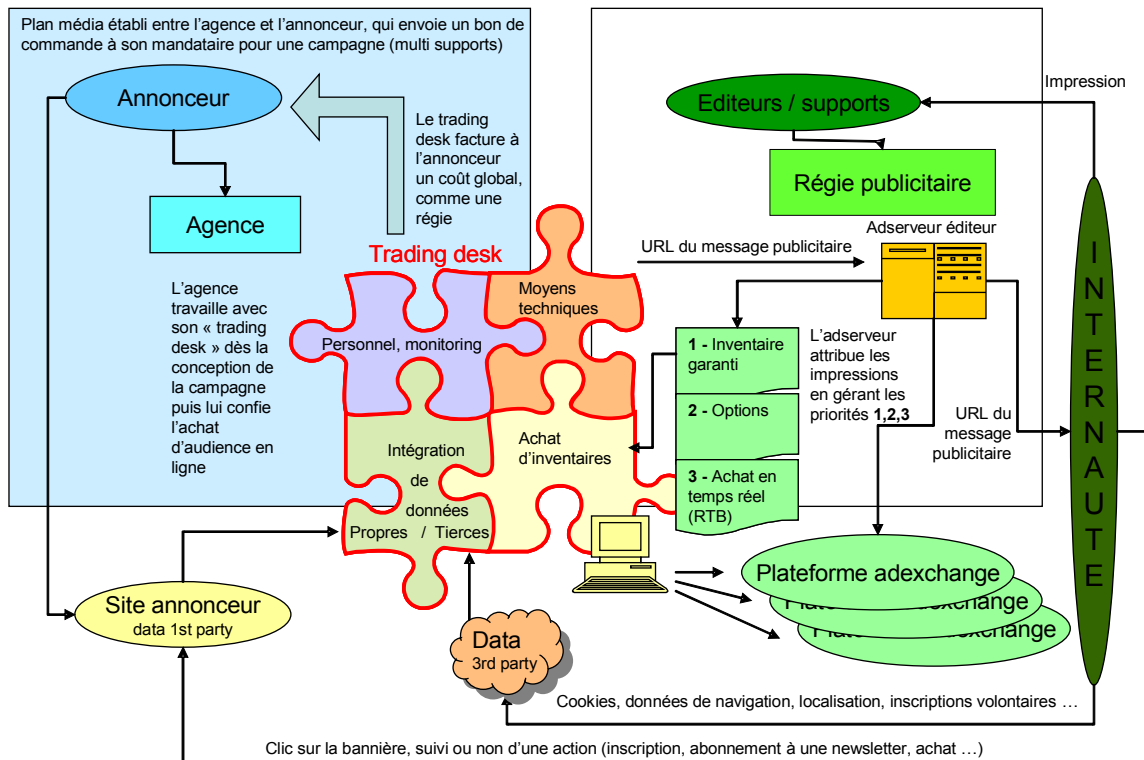 Plan média établi entre l'agence et l'annonceur, qui envoie un bon de
commande à son mandataire pour une campagne (multi supports)
Annonceur
Agence
Le trading
desk facture à
l'annonceur
un coût global,
comme une
régie
L'agence
travaille avec
son « trading
desk » dès la
conception de
la campagne
puis lui confie
l'achat
d'audience en
ligne
Trading desk
Moyens
techniques
Personnel, monitoring
Intégration
de
données
Propres / Tierces
Achat
d'inventaires
Editeurs / supports
Régie publicitaire
Impression
Adserveur éditeur
URL du message publicitaire
1 - Inventaire
garanti
2 - Options
3 - Achat en
temps réel
(RTB)
L'adserveur
attribue les
impressions
en gérant les
priorités 1,2,3
URL du
message
publicitaire
INTERNAUTE
Plateforme adexchange
Plateforme adexchange
Plateforme adexchange
Site annonceur
data 1st party
Data
3rd party
Cookies, données de navigation, localisation, inscriptions volontaires …
Clic sur la bannière, suivi ou non d'une action (inscription, abonnement à une newsletter, achat …)